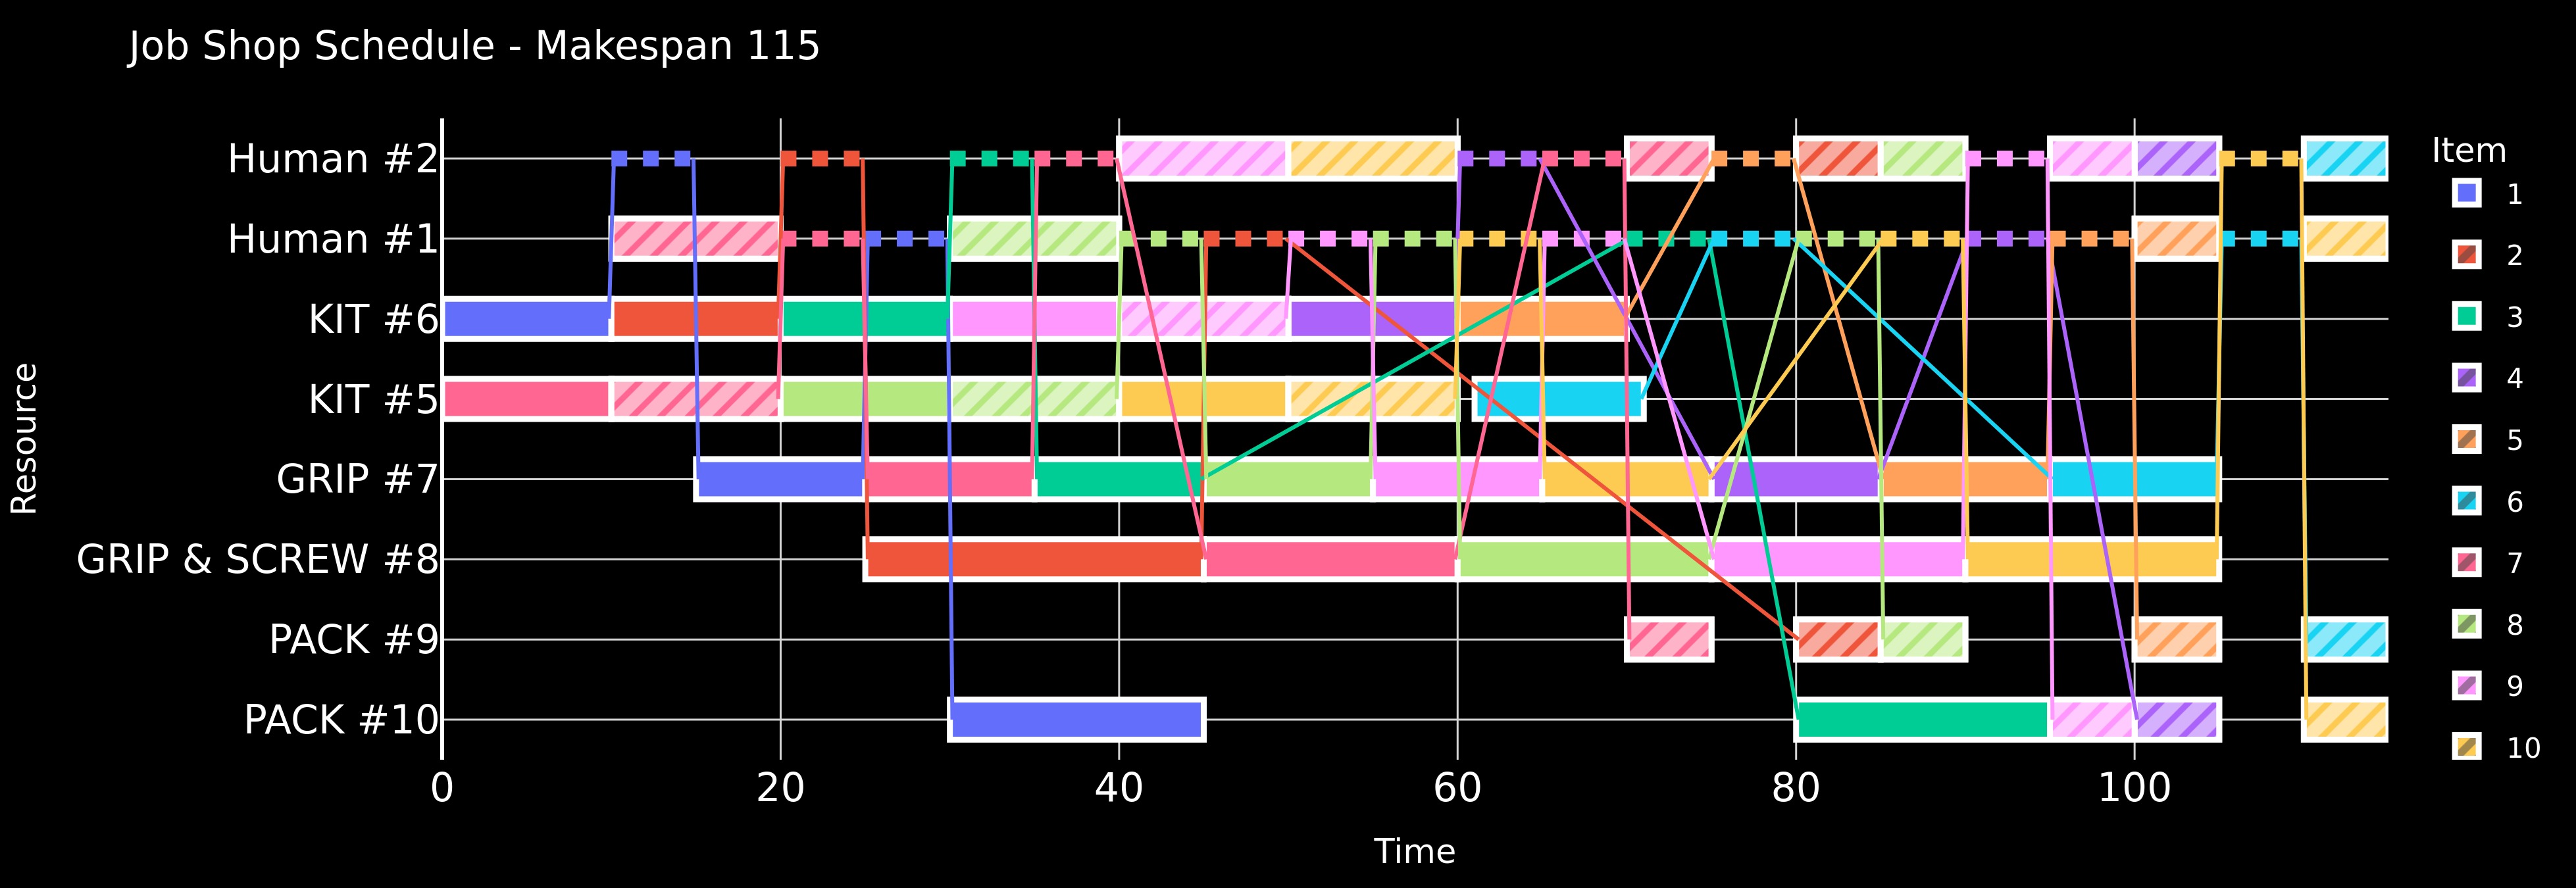 Job Shop Schedule - Makespan 115
Human #2
Human #1
KIT #6
KIT #5
GRIP #7
GRIP & SCREW #8
PACK #9
PACK #10
Resource
0 20 40 60 80 100
Time
Item
1
2
3
4
5
6
7
8
9
10